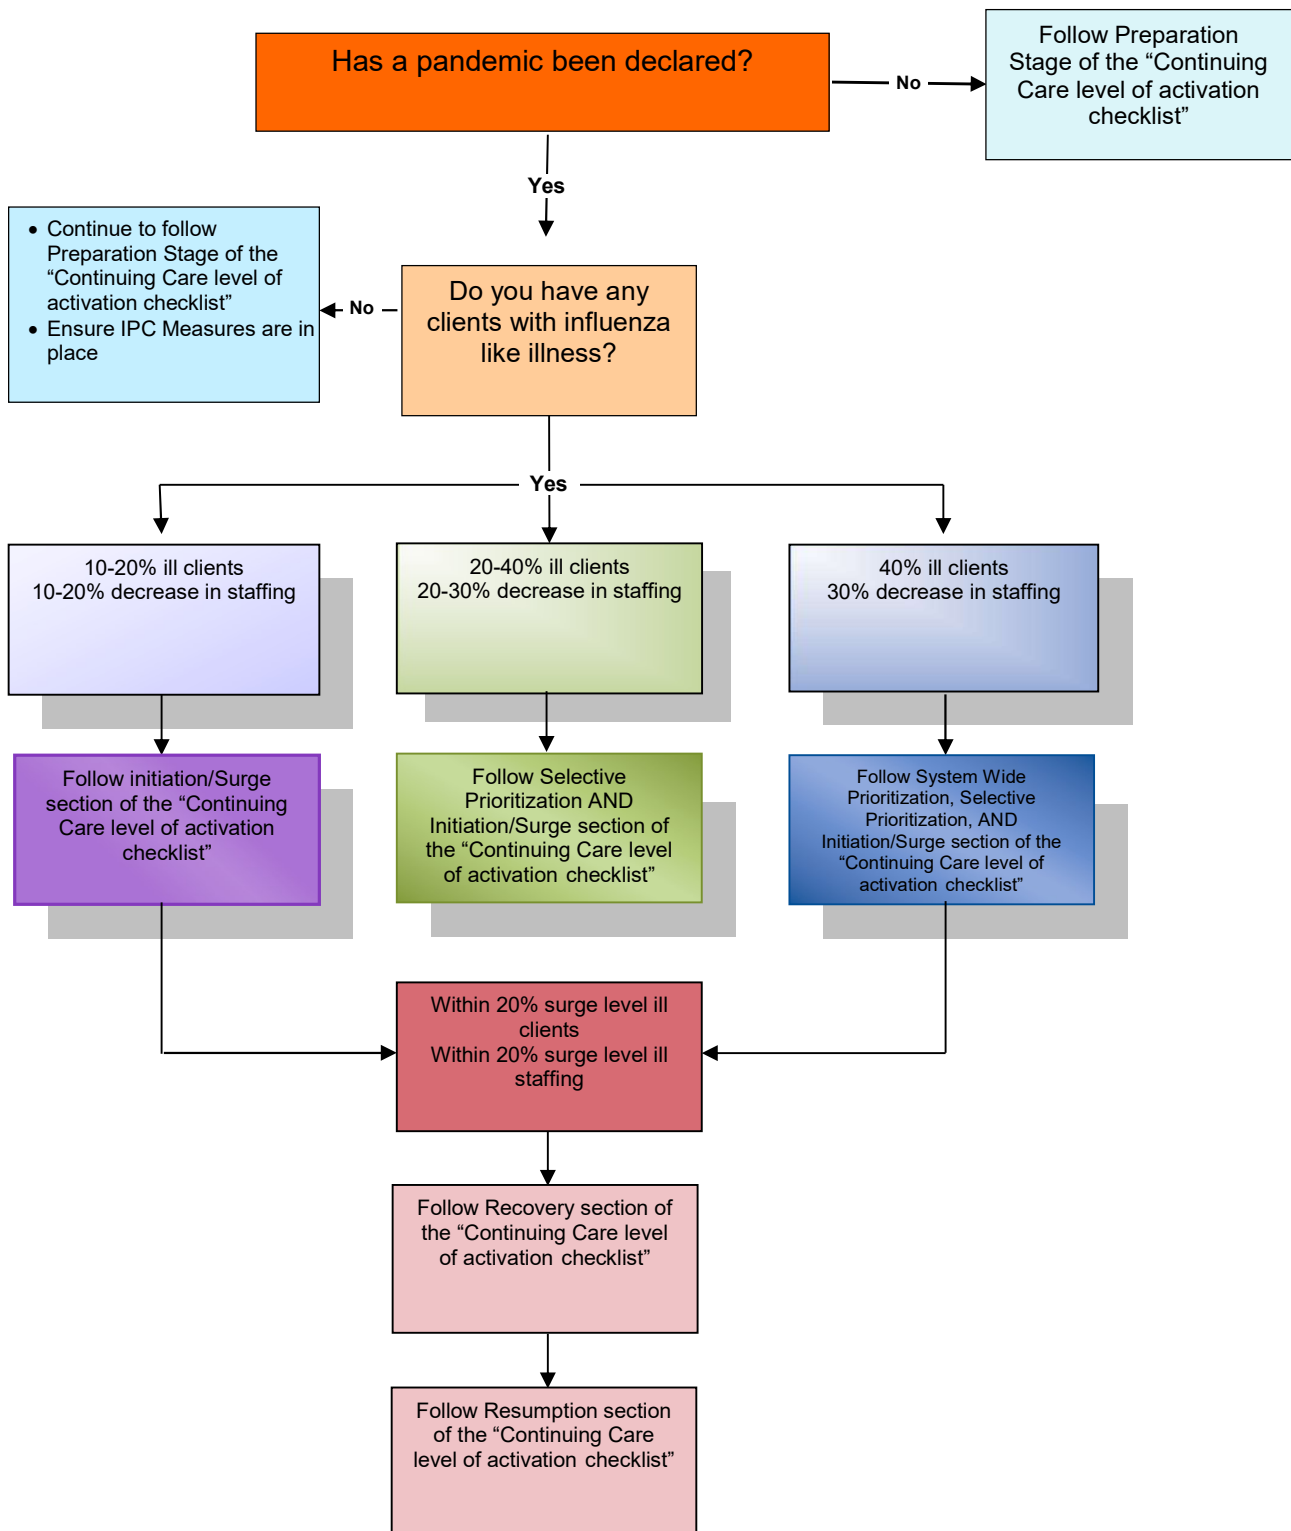 Has a pandemic been declared?
No
Follow Preparation
Stage of the “Continuing
Care level of activation
checklist”
Yes
• Continue to follow
Preparation Stage of the
“Continuing Care level of
activation checklist”
• Ensure IPC Measures are in
place
No
Do you have any
clients with influenza
like illness?
Yes
10-20% ill clients
10-20% decrease in staffing
20-40% ill clients
20-30% decrease in staffing
40% ill clients
30% decrease in staffing
Follow initiation/Surge
section of the “Continuing
Care level of activation
checklist”
Follow Selective
Prioritization AND
Initiation/Surge section of
the “Continuing Care level
of activation checklist”
Follow System Wide
Prioritization, Selective
Prioritization, AND
Initiation/Surge section of the
“Continuing Care level of
activation checklist”
Within 20% surge level ill
clients
Within 20% surge level ill
staffing
Follow Recovery section of
the “Continuing Care level
of activation checklist”
Follow Resumption section
of the “Continuing Care
level of activation checklist”